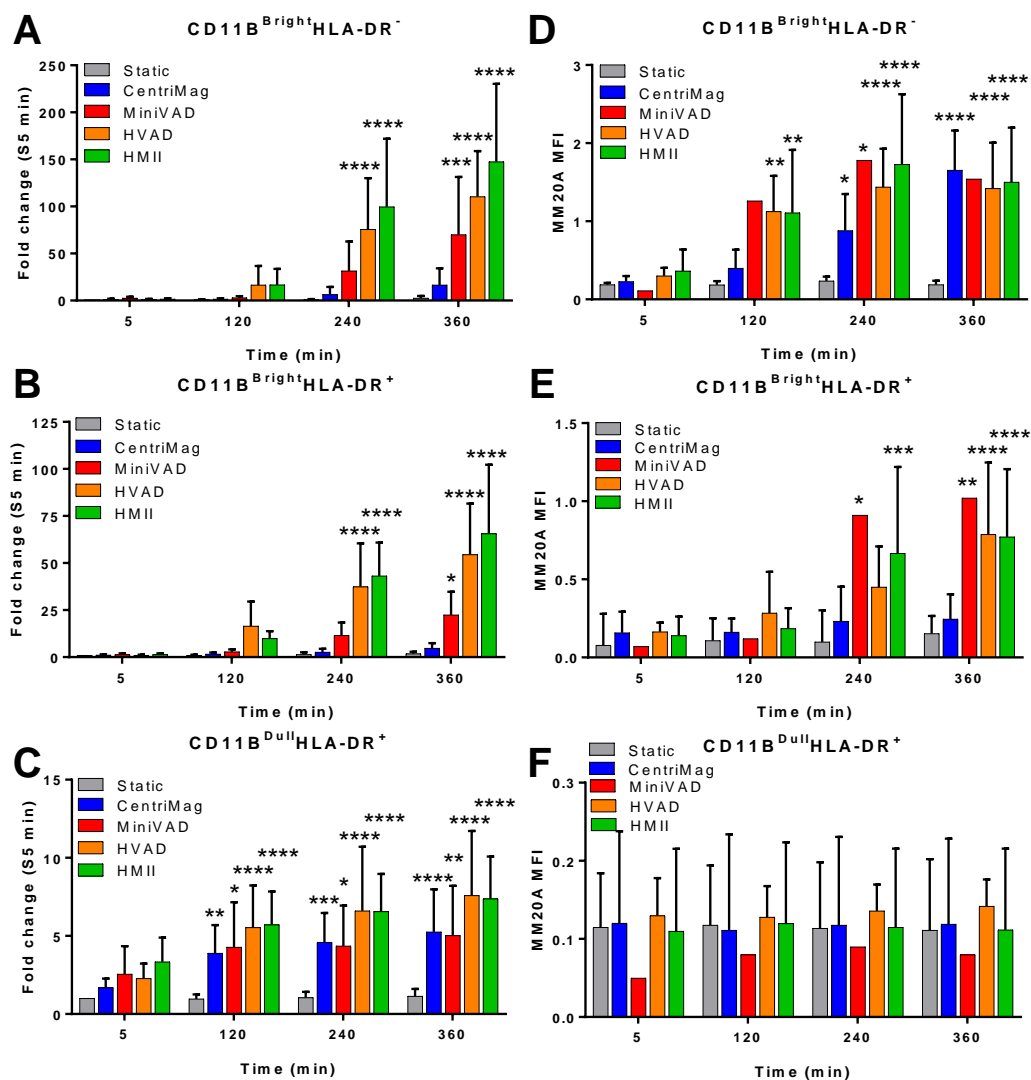 A
CD11B^Bright HLA-DR^-
Fold change (S5 min)
250
200
150
100
50
0
Static
CentriMag
MiniVAD
HVAD
HMII
****
****
****
***
****
****
5
120
240
360
Time (min)
D
CD11B^Bright HLA-DR^-
MM20A MFI
3
2
1
0
Static
CentriMag
MiniVAD
HVAD
HMII
**
**
*
*
****
****
****
****
****
5
120
240
360
Time (min)
B
CD11B^Bright HLA-DR^+
Fold change (S5 min)
125
100
75
50
25
0
Static
CentriMag
MiniVAD
HVAD
HMII
****
****
*
****
****
5
120
240
360
Time (min)
E
CD11B^Bright HLA-DR^+
MM20A MFI
1.5
1.0
0.5
0.0
Static
CentriMag
MiniVAD
HVAD
HMII
*
***
**
****
****
5
120
240
360
Time (min)
C
CD11B^Dull HLA-DR^+
Fold change (S5 min)
15
10
5
0
Static
CentriMag
MiniVAD
HVAD
HMII
**
*
****
****
***
*
****
****
****
**
****
****
5
120
240
360
Time (min)
F
CD11B^Dull HLA-DR^+
MM20A MFI
0.3
0.2
0.1
0.0
Static
CentriMag
MiniVAD
HVAD
HMII
5
120
240
360
Time (min)